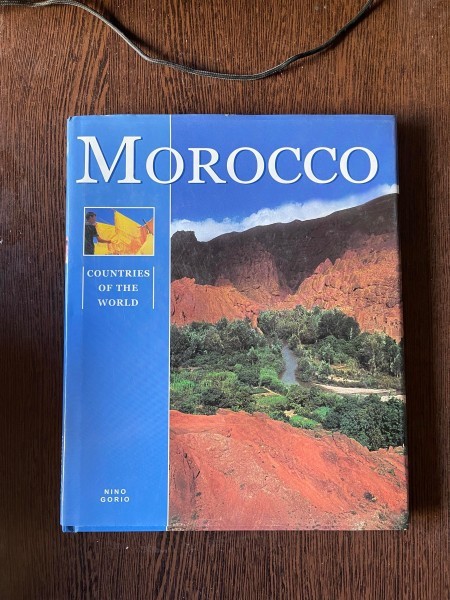 MOROCCO
COUNTRIES
OF THE
WORLD
NINO
GORIO